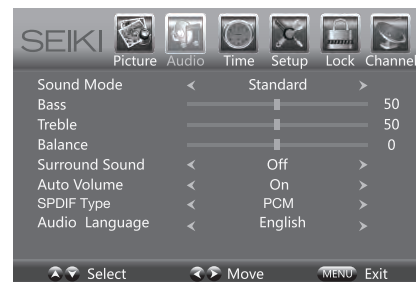 SEIKI
Picture Audio Time Setup Lock Channel
Sound Mode Standard
Bass 50
Treble 50
Balance 0
Surround Sound Off
Auto Volume On
SPDIF Type PCM
Audio Language English
Select Move MENU Exit